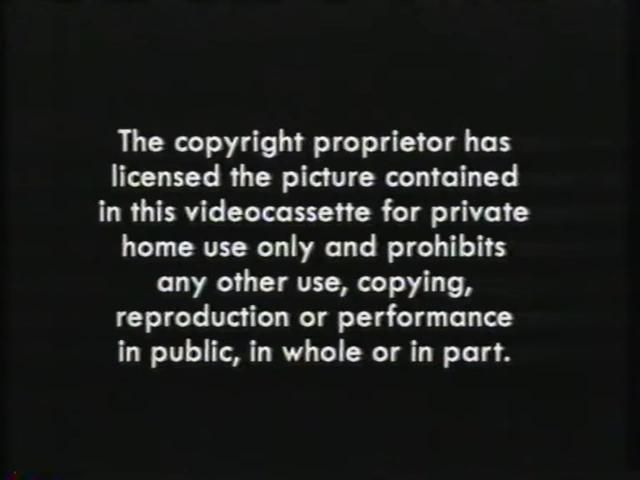 The copyright proprietor has
licensed the picture contained
in this videocassette for private
home use only and prohibits
any other use, copying,
reproduction or performance
in public, in whole or in part.